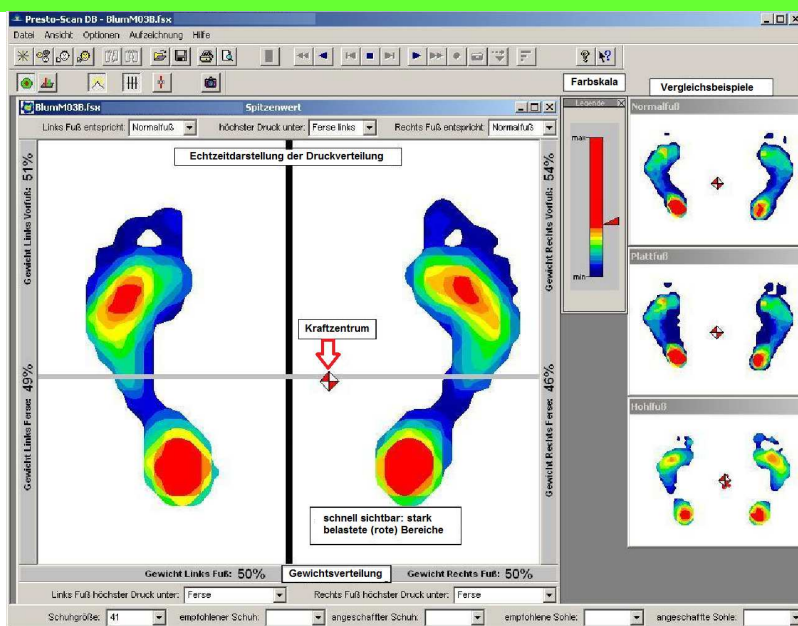 Presto-Scan DB - BlumM03B.fsx
Datei Ansicht Optionen Aufzeichnung Hilfe
Farbskala
Vergleichsbeispiele
BlumM03B.fsx Spitzenwert
Legende
Normalfuß
Links Fuß entspricht: Normalfuß höchster Druck unter: Ferse links Rechts Fuß entspricht: Normalfuß
Echtzeitdarstellung der Druckverteilung
max
min
Gewicht Links Vorfuß: 51%
Gewicht Rechts Vorfuß: 54%
Plattfuß
Kraftzentrum
Gewicht Links Ferse: 49%
Gewicht Rechts Ferse: 46%
Hohlfuß
schnell sichtbar: stark
belastete (rote) Bereiche
Gewicht Links Fuß: 50% Gewichtsverteilung Gewicht Rechts Fuß: 50%
Links Fuß höchster Druck unter: Ferse Rechts Fuß höchster Druck unter: Ferse
Schuhgröße: 41 empfohlener Schuh: angeschaffter Schuh: empfohlene Sohle: angeschaffte Sohle: